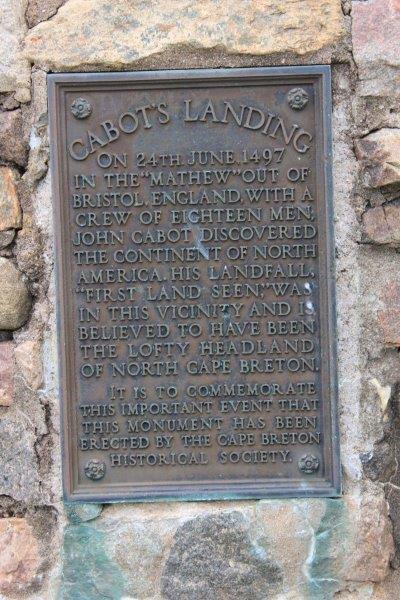 CABOT'S LANDING
ON 24TH JUNE, 1497
IN THE "MATHEW" OUT OF
BRISTOL, ENGLAND, WITH A
CREW OF EIGHTEEN MEN,
JOHN CABOT DISCOVERED
THE CONTINENT OF NORTH
AMERICA. HIS LANDFALL,
"FIRST LAND SEEN," WAS
IN THIS VICINITY AND IS
BELIEVED TO HAVE BEEN
THE LOFTY HEADLAND
OF NORTH CAPE BRETON.
IT IS TO COMMEMORATE
THIS IMPORTANT EVENT THAT
THIS MONUMENT HAS BEEN
ERECTED BY THE CAPE BRETON
HISTORICAL SOCIETY.